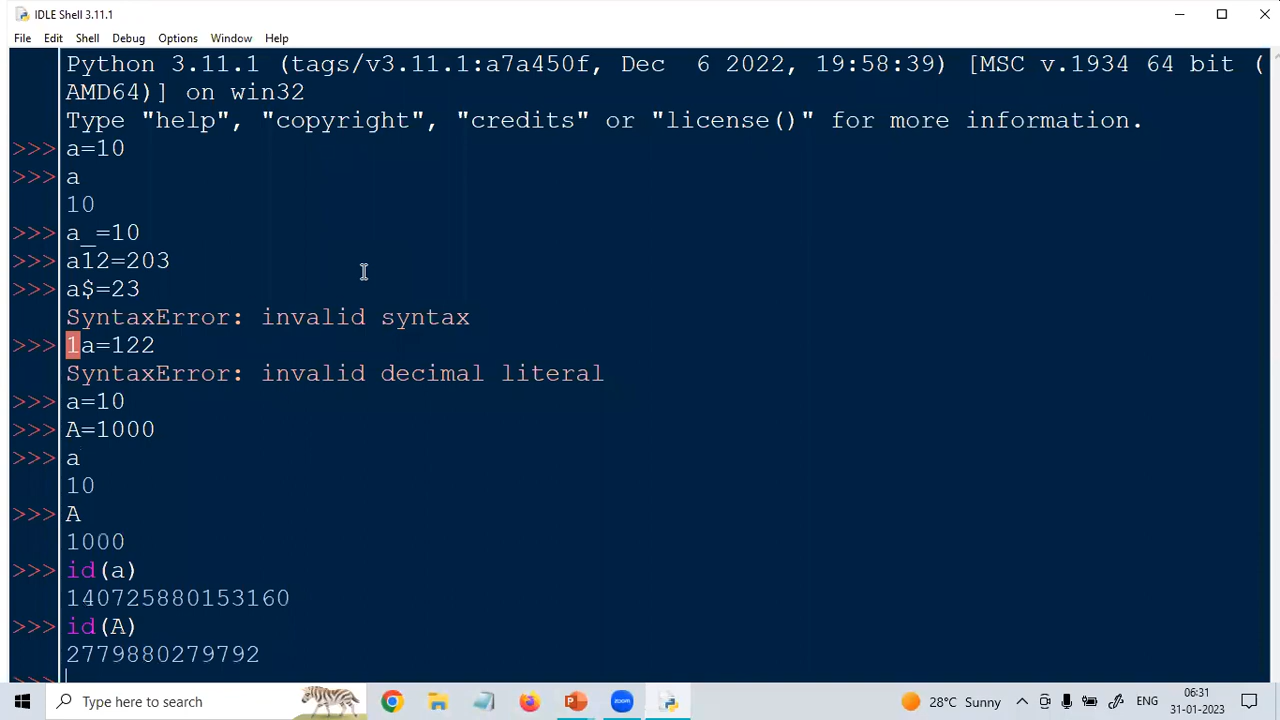 IDLE Shell 3.11.1
File Edit Shell Debug Options Window Help
Python 3.11.1 (tags/v3.11.1:a7a450f, Dec  6 2022, 19:58:39) [MSC v.1934 64 bit (
AMD64)] on win32
Type "help", "copyright", "credits" or "license()" for more information.
>>> a=10
>>> a
10
>>> a_=10
>>> a12=203
>>> a$=23
SyntaxError: invalid syntax
>>> 1a=122
SyntaxError: invalid decimal literal
>>> a=10
>>> A=1000
>>> a
10
>>> A
1000
>>> id(a)
140725880153160
>>> id(A)
2779880279792
>>>
Type here to search
zoom
28°C Sunny
ENG
06:31
31-01-2023